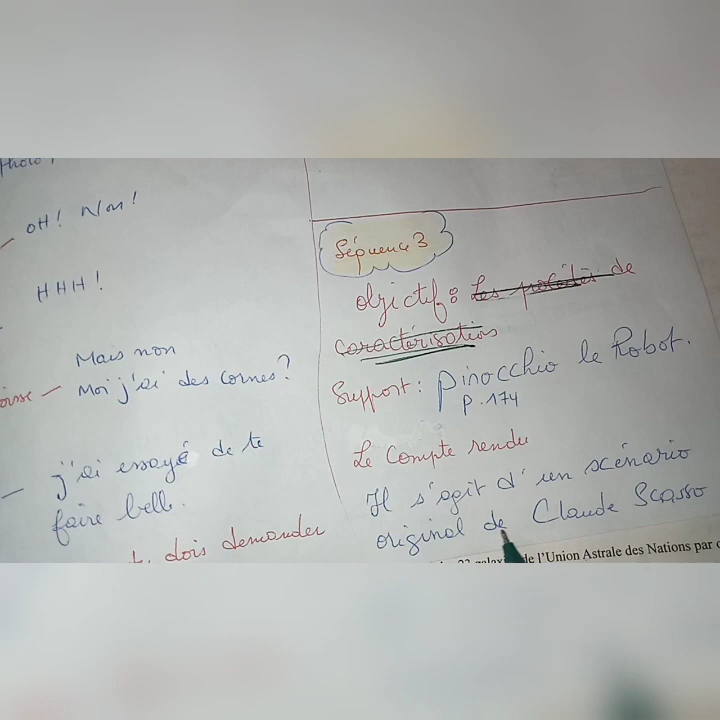 OH! Non!
HHH!
Mais non
Moi j'ai des cornes?
j'ai essayé de te
faire belle.
dois demander
Séquence 3
Objectif: Les procédés de
caractérisation
Support: Pinocchio le Robot.
p. 174
Le Compte rendu
Il s'agit d'un scénario
original de Claude Scasso
de l'Union Astrale des Nations par